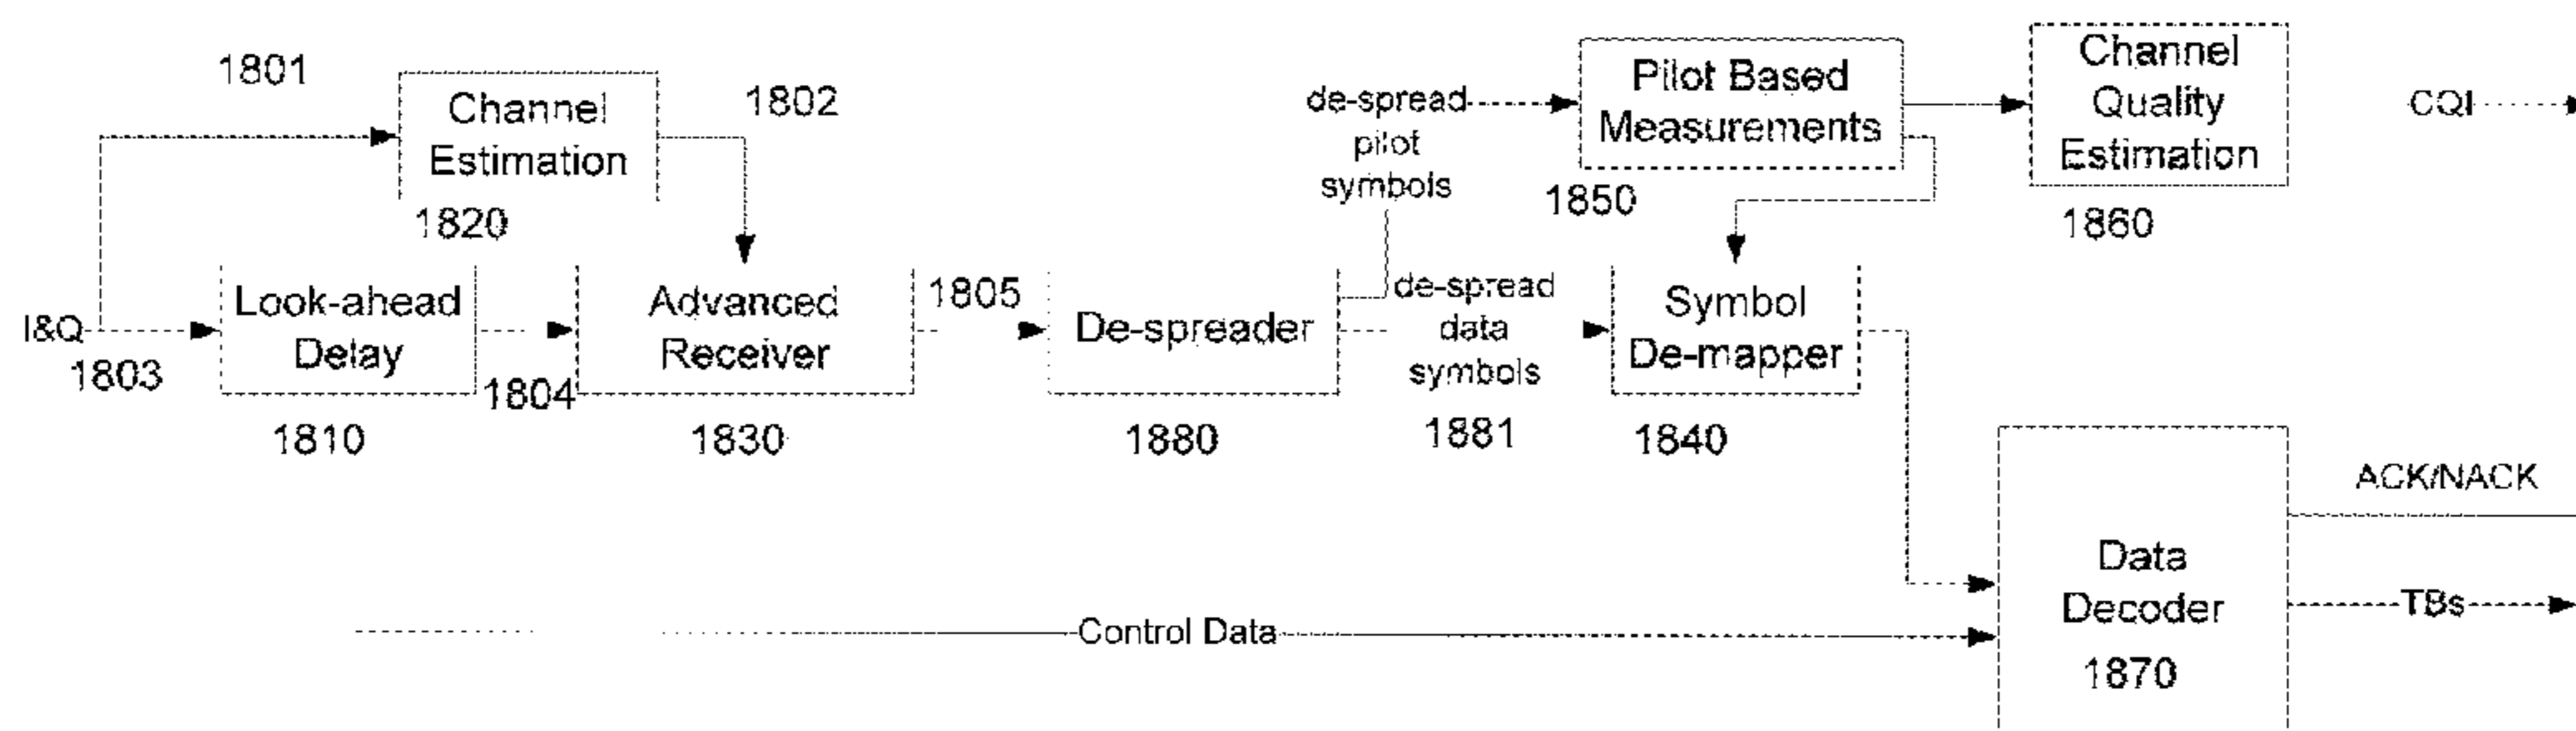 1801
Channel
Estimation
1802
1820
I&Q
1803
Look-ahead
Delay
1804
1810
Advanced
Receiver
1830
1805
De-spreader
1880
de-spread
pilot
symbols
de-spread
data
symbols
1881
Pilot Based
Measurements
1850
Symbol
De-mapper
1840
Channel
Quality
Estimation
1860
CQI
Control Data
Data
Decoder
1870
ACK/NACK
TBs